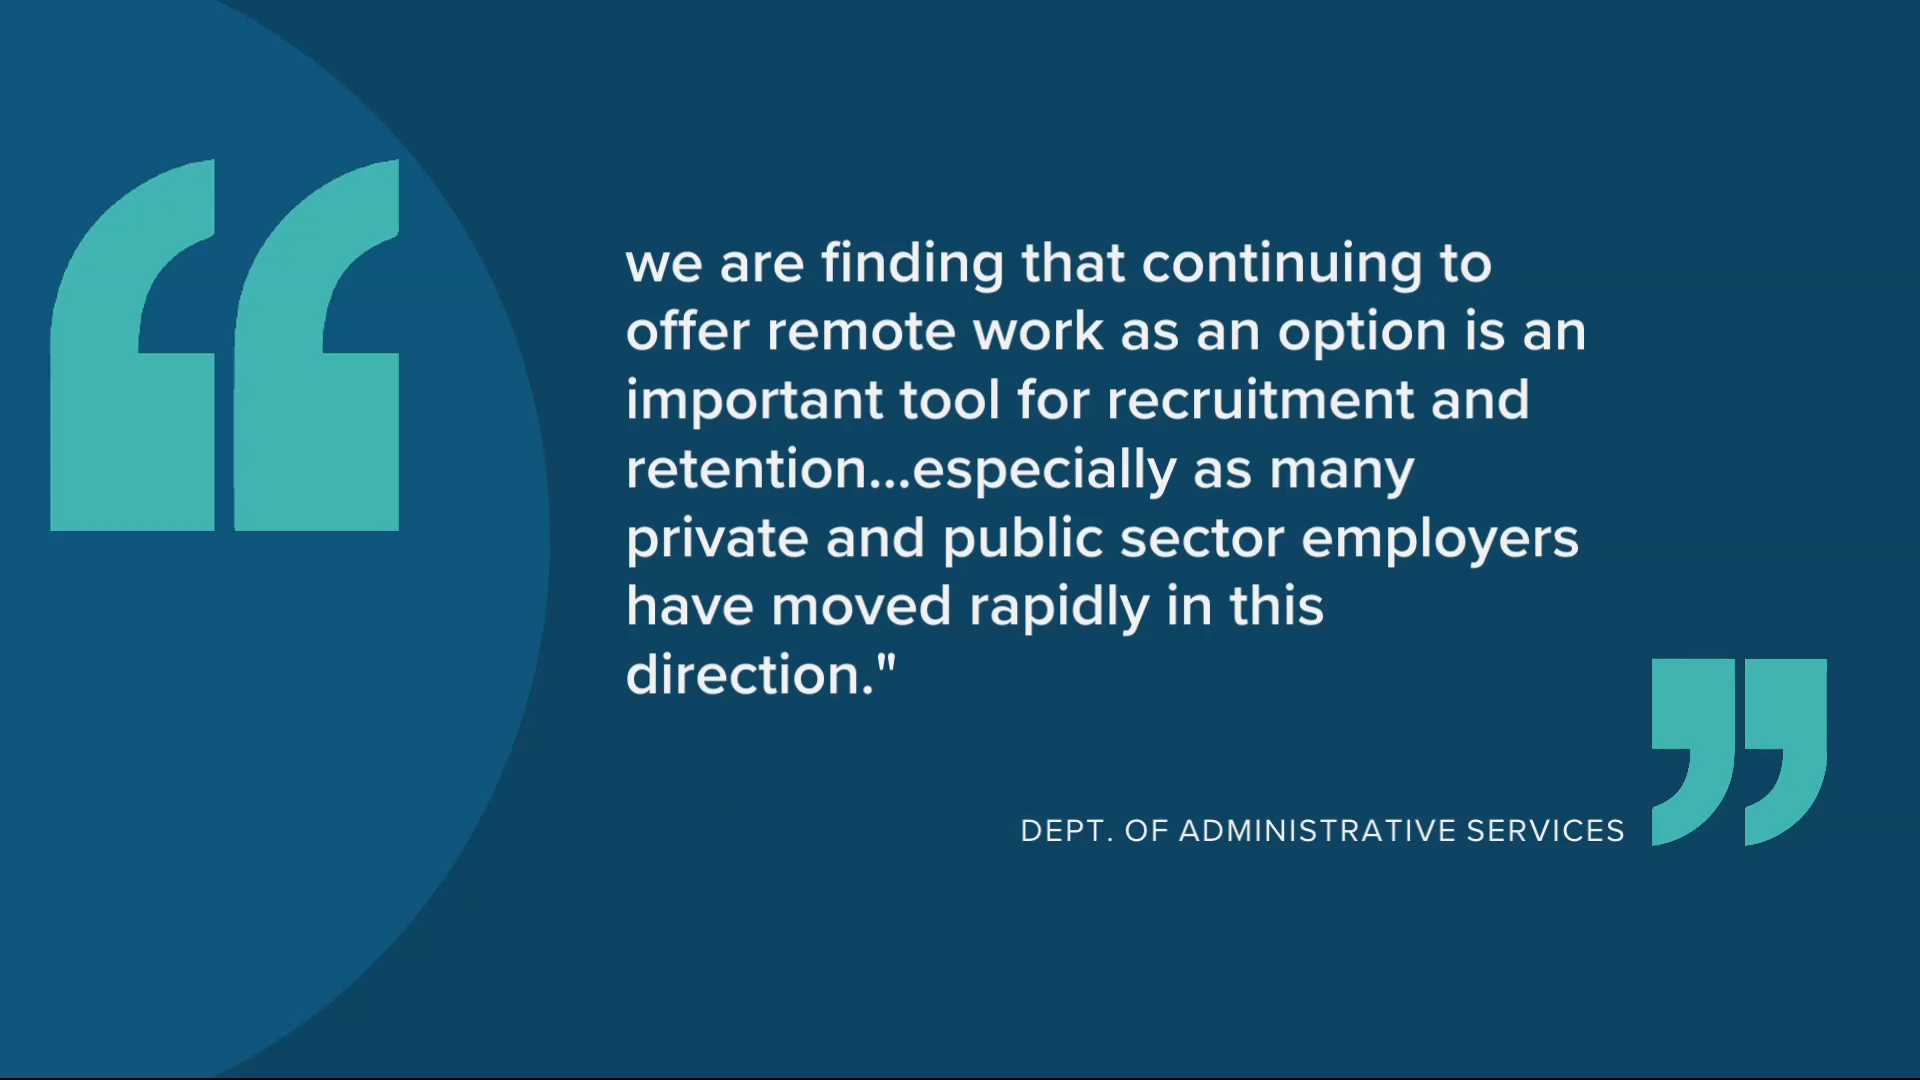 we are finding that continuing to
offer remote work as an option is an
important tool for recruitment and
retention...especially as many
private and public sector employers
have moved rapidly in this
direction."
DEPT. OF ADMINISTRATIVE SERVICES